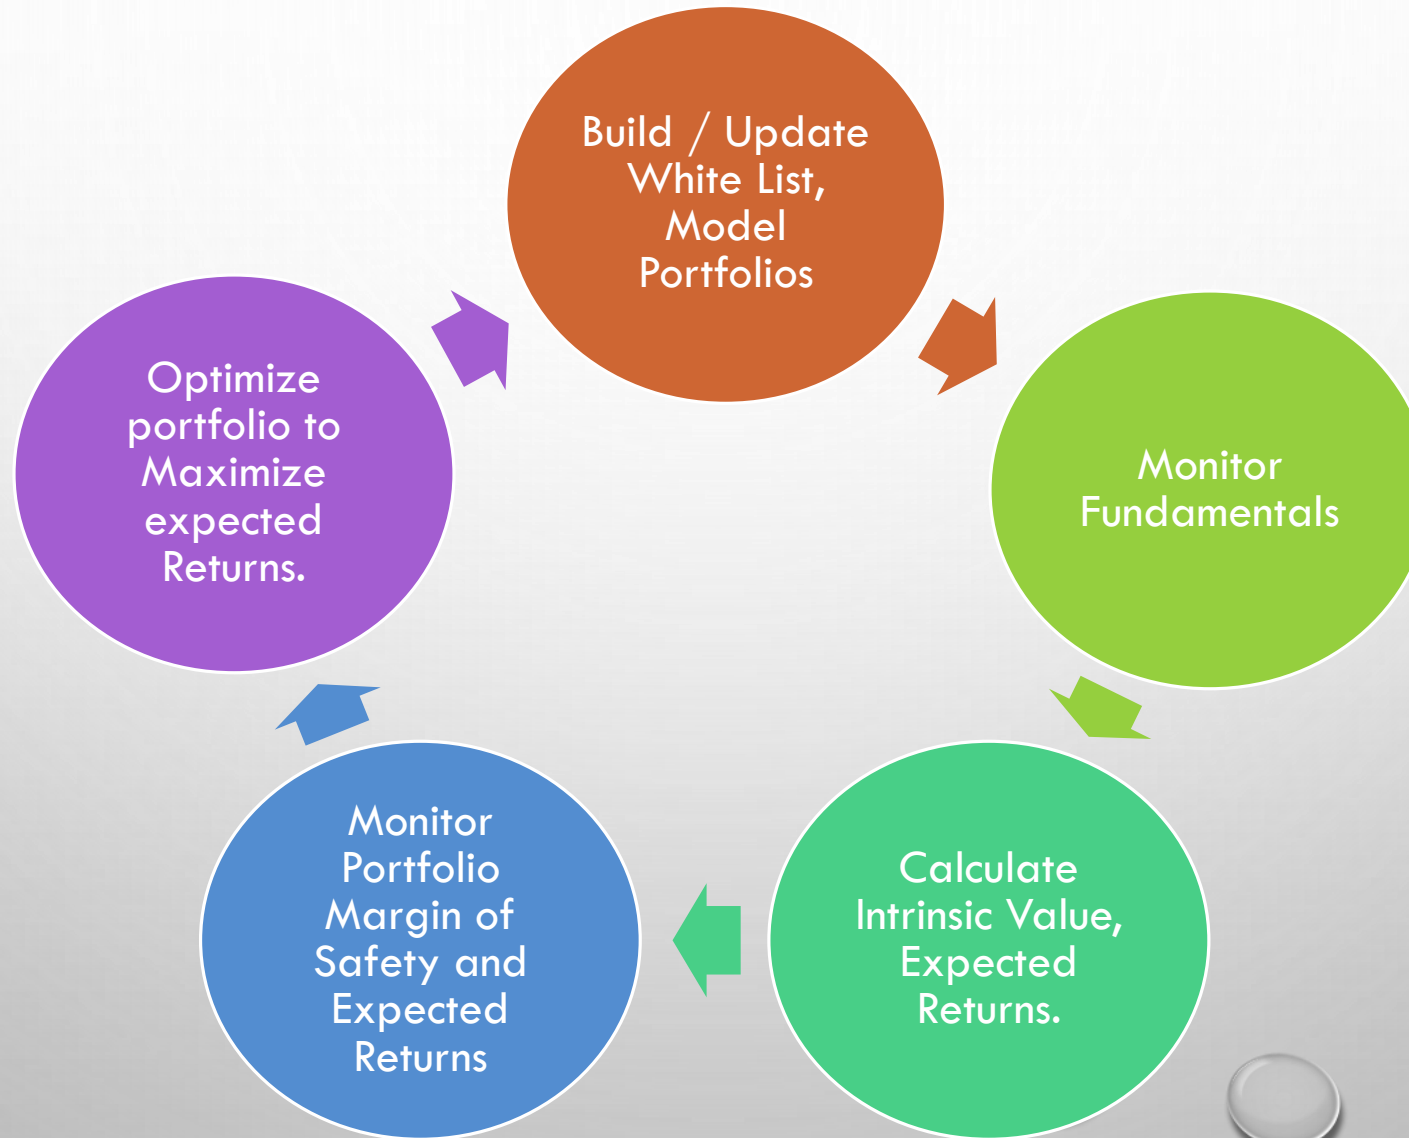 Build / Update
White List,
Model
Portfolios
Monitor
Fundamentals
Calculate
Intrinsic Value,
Expected
Returns.
Monitor
Portfolio
Margin of
Safety and
Expected
Returns
Optimize
portfolio to
Maximize
expected
Returns.